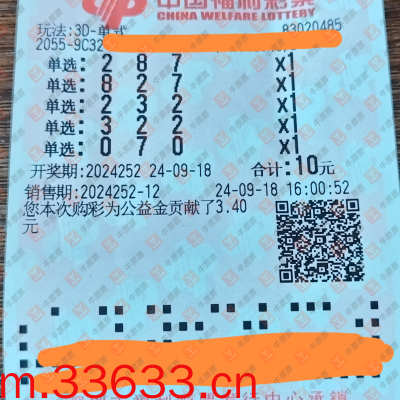 中国福利彩票
CHINA WELFARE LOTTERY
玩法:3D-单式 83020485
2055-9C32
单选: 2 8 7 x1
单选: 8 2 7 x1
单选: 2 3 2 x1
单选: 3 2 2 x1
单选: 0 7 0 x1
开奖期:2024252 24-09-18 合计:10元
销售期:2024252-12 24-09-18 16:00:52
您本次购彩为公益金贡献了3.40
元
m.33633.cn
中心承销